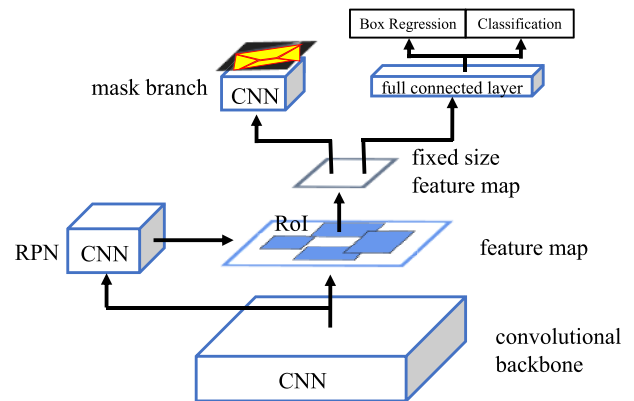 Box Regression
Classification
mask branch
CNN
full connected layer
fixed size
feature map
RoI
RPN
CNN
feature map
convolutional
backbone
CNN